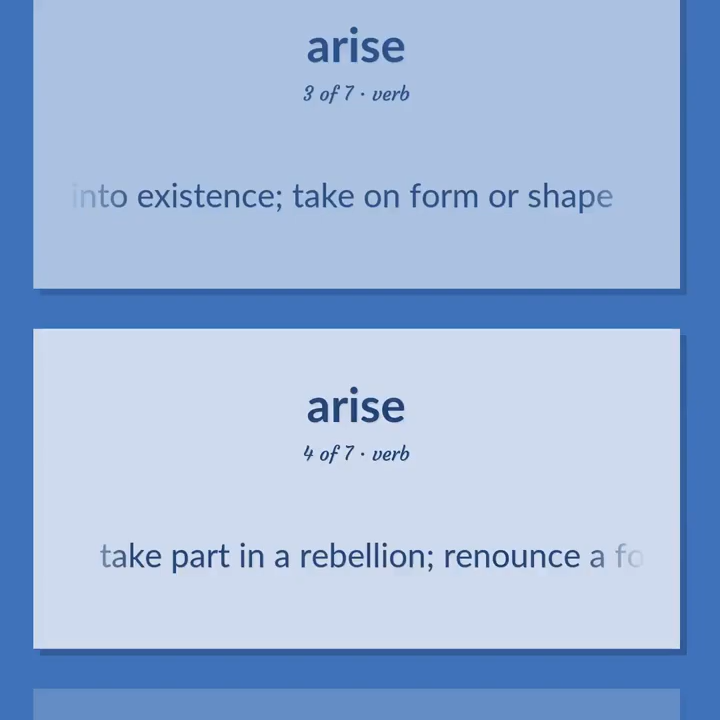 arise
3 of 7 · verb
into existence; take on form or shape
arise
4 of 7 · verb
take part in a rebellion; renounce a